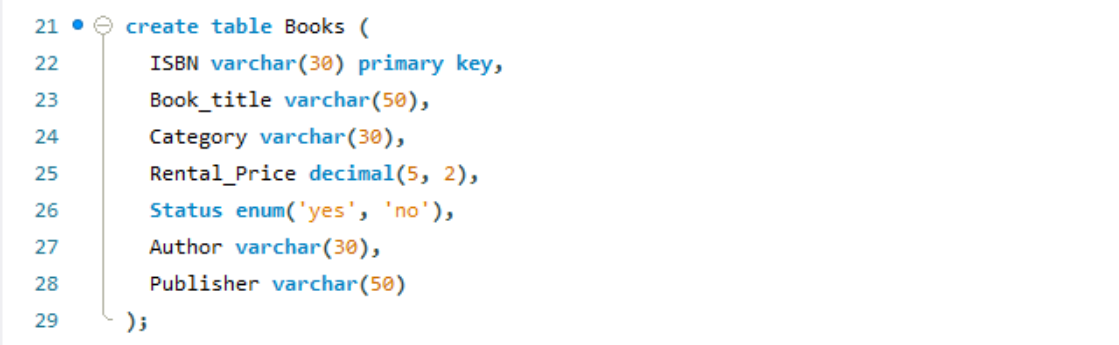 21 create table Books (
22 ISBN varchar(30) primary key,
23 Book_title varchar(50),
24 Category varchar(30),
25 Rental_Price decimal(5, 2),
26 Status enum('yes', 'no'),
27 Author varchar(30),
28 Publisher varchar(50)
29 );